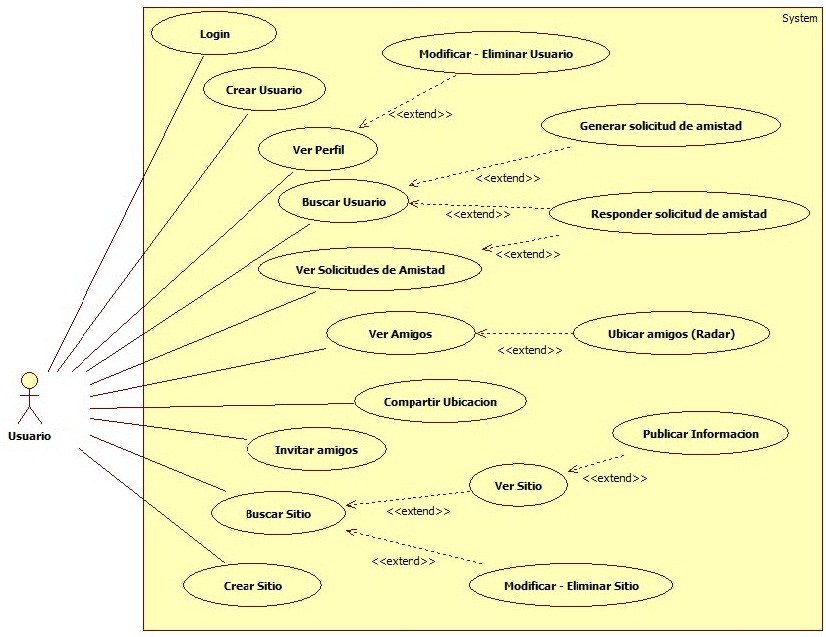 System
Login
Modificar - Eliminar Usuario
Crear Usuario
<<extend>>
Generar solicitud de amistad
Ver Perfil
<<extend>>
Buscar Usuario
<<extend>>
Responder solicitud de amistad
<<extend>>
Ver Solicitudes de Amistad
Ver Amigos
Ubicar amigos (Radar)
<<extend>>
Compartir Ubicacion
Usuario
Publicar Informacion
Invitar amigos
<<extend>>
Ver Sitio
Buscar Sitio
<<extend>>
<<extend>>
Crear Sitio
Modificar - Eliminar Sitio